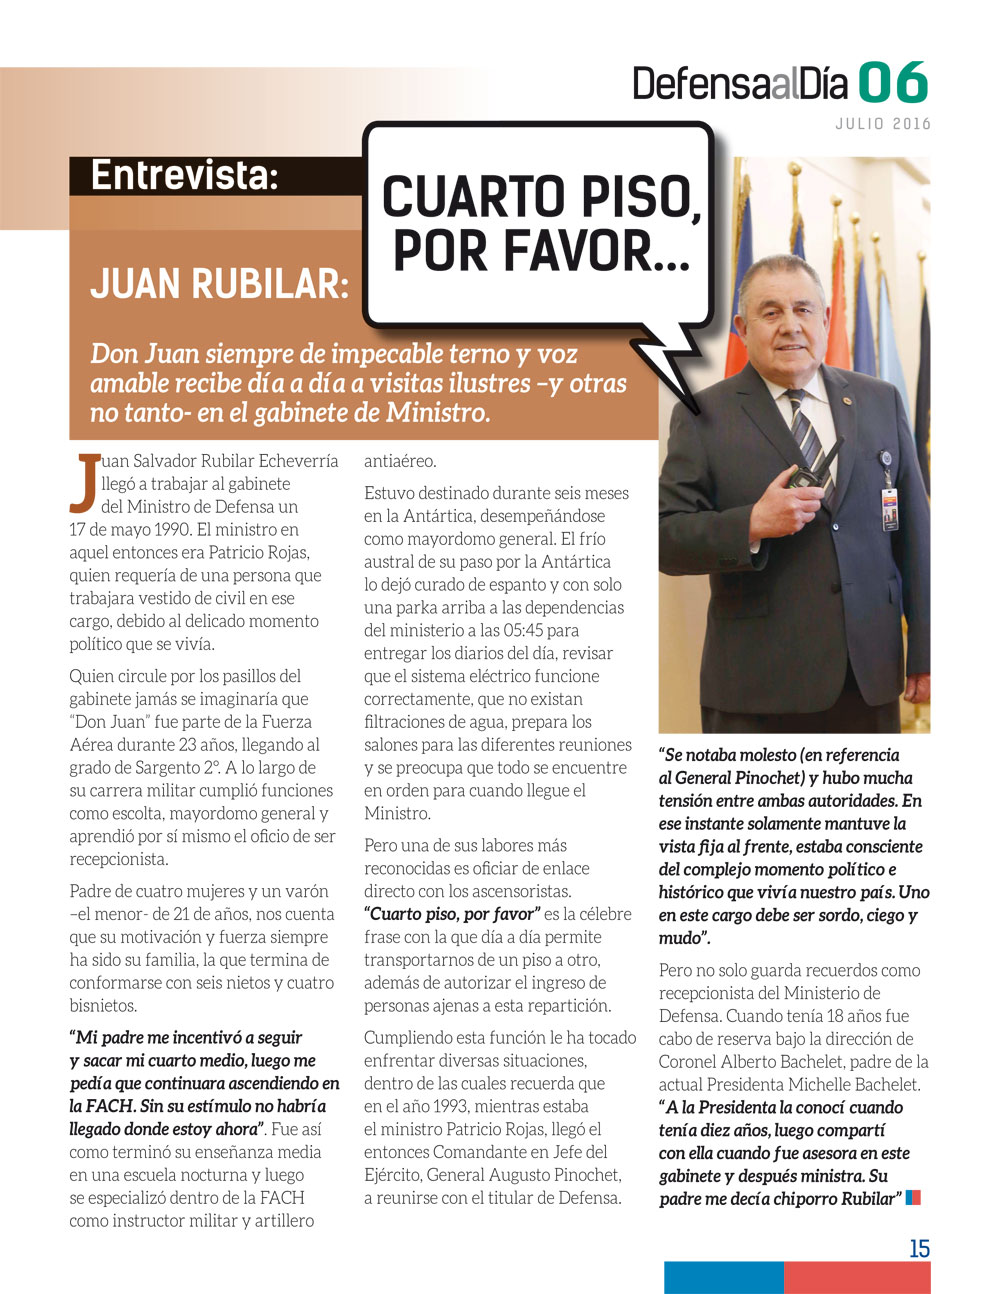 DefensaalDía 06
JULIO 2016
Entrevista:
CUARTO PISO,
POR FAVOR...
JUAN RUBILAR:
Don Juan siempre de impecable terno y voz
amable recibe día a día a visitas ilustres –y otras
no tanto- en el gabinete de Ministro.
Juan Salvador Rubilar Echeverría
llegó a trabajar al gabinete
del Ministro de Defensa un
17 de mayo 1990. El ministro en
aquel entonces era Patricio Rojas,
quien requería de una persona que
trabajara vestido de civil en ese
cargo, debido al delicado momento
político que se vivía.
Quien circule por los pasillos del
gabinete jamás se imaginaría que
“Don Juan” fue parte de la Fuerza
Aérea durante 23 años, llegando al
grado de Sargento 2°. A lo largo de
su carrera militar cumplió funciones
como escolta, mayordomo general y
aprendió por sí mismo el oficio de ser
recepcionista.
Padre de cuatro mujeres y un varón
–el menor- de 21 de años, nos cuenta
que su motivación y fuerza siempre
ha sido su familia, la que termina de
conformarse con seis nietos y cuatro
bisnietos.
“Mi padre me incentivó a seguir
y sacar mi cuarto medio, luego me
pedía que continuara ascendiendo en
la FACH. Sin su estímulo no habría
llegado donde estoy ahora”. Fue así
como terminó su enseñanza media
en una escuela nocturna y luego
se especializó dentro de la FACH
como instructor militar y artillero
antiaéreo.
Estuvo destinado durante seis meses
en la Antártica, desempeñándose
como mayordomo general. El frío
austral de su paso por la Antártica
lo dejó curado de espanto y con solo
una parka arriba a las dependencias
del ministerio a las 05:45 para
entregar los diarios del día, revisar
que el sistema eléctrico funcione
correctamente, que no existan
filtraciones de agua, prepara los
salones para las diferentes reuniones
y se preocupa que todo se encuentre
en orden para cuando llegue el
Ministro.
Pero una de sus labores más
reconocidas es oficiar de enlace
directo con los ascensoristas.
“Cuarto piso, por favor” es la célebre
frase con la que día a día permite
transportarnos de un piso a otro,
además de autorizar el ingreso de
personas ajenas a esta repartición.
Cumpliendo esta función le ha tocado
enfrentar diversas situaciones,
dentro de las cuales recuerda que
en el año 1993, mientras estaba
el ministro Patricio Rojas, llegó el
entonces Comandante en Jefe del
Ejército, General Augusto Pinochet,
a reunirse con el titular de Defensa.
“Se notaba molesto (en referencia
al General Pinochet) y hubo mucha
tensión entre ambas autoridades. En
ese instante solamente mantuve la
vista fija al frente, estaba consciente
del complejo momento político e
histórico que vivía nuestro país. Uno
en este cargo debe ser sordo, ciego y
mudo”.
Pero no solo guarda recuerdos como
recepcionista del Ministerio de
Defensa. Cuando tenía 18 años fue
cabo de reserva bajo la dirección de
Coronel Alberto Bachelet, padre de la
actual Presidenta Michelle Bachelet.
“A la Presidenta la conocí cuando
tenía diez años, luego compartí
con ella cuando fue asesora en este
gabinete y después ministra. Su
padre me decía chiporro Rubilar”
15